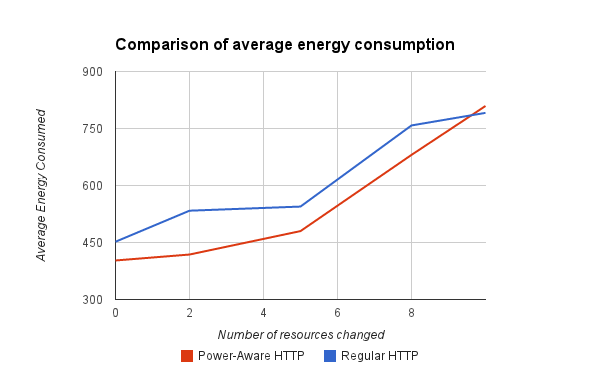 Comparison of average energy consumption
900
750
600
450
300
Average Energy Consumed
0 2 4 6 8
Number of resources changed
Power-Aware HTTP Regular HTTP